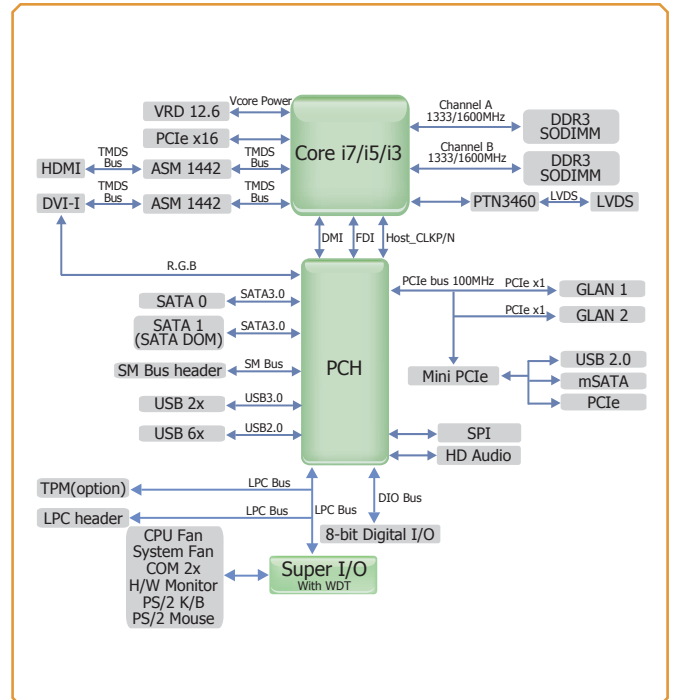 VRD 12.6
Vcore Power
PCIe x16
HDMI
TMDS
Bus
ASM 1442
TMDS
Bus
DVI-I
TMDS
Bus
ASM 1442
TMDS
Bus
Core i7/i5/i3
Channel A
1333/1600MHz
DDR3
SODIMM
Channel B
1333/1600MHz
DDR3
SODIMM
PTN3460
LVDS
LVDS
DMI
FDI
Host_CLKP/N
R.G.B
SATA 0
SATA3.0
SATA 1
(SATA DOM)
SATA3.0
SM Bus header
SM Bus
USB 2x
USB3.0
USB 6x
USB2.0
PCH
PCIe bus 100MHz
PCIe x1
GLAN 1
PCIe x1
GLAN 2
Mini PCIe
USB 2.0
mSATA
PCIe
SPI
HD Audio
TPM(option)
LPC Bus
LPC header
LPC Bus
LPC Bus
DIO Bus
8-bit Digital I/O
CPU Fan
System Fan
COM 2x
H/W Monitor
PS/2 K/B
PS/2 Mouse
Super I/O
With WDT